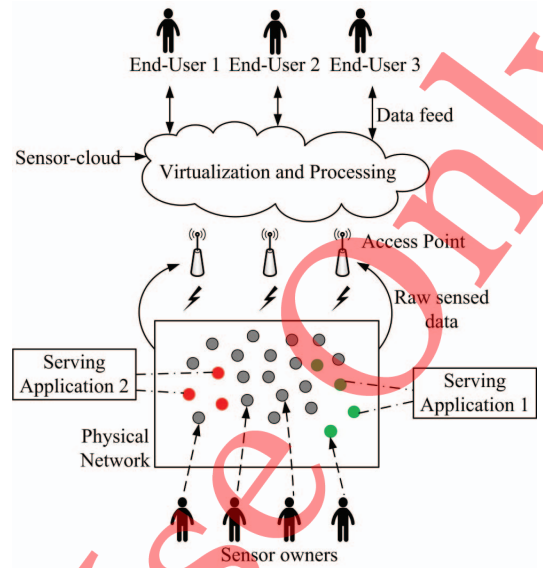 End-User 1 End-User 2 End-User 3
Data feed
Sensor-cloud
Virtualization and Processing
Access Point
Raw sensed
data
Serving
Application 2
Serving
Application 1
Physical
Network
Sensor owners